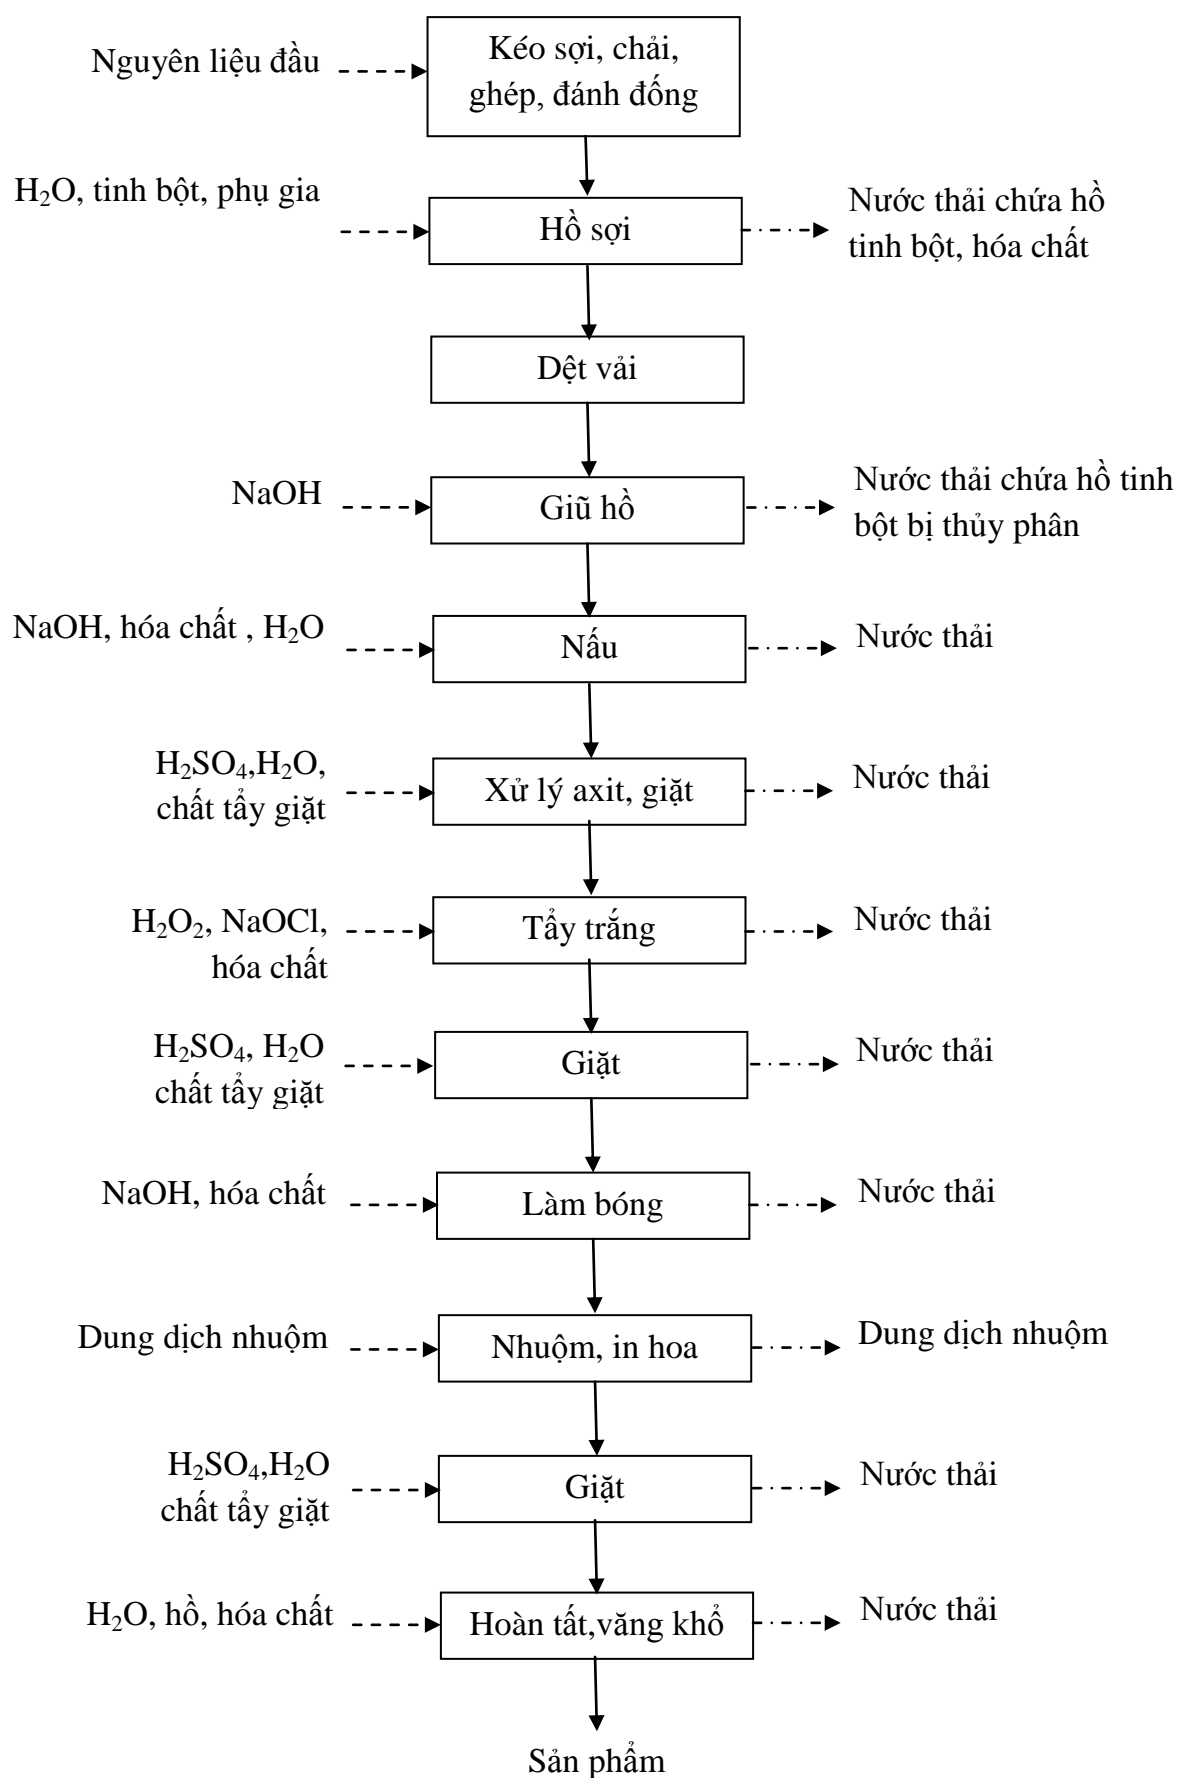 Nguyên liệu đầu
Kéo sợi, chải,
ghép, đánh đống
H₂O, tinh bột, phụ gia
Hồ sợi
Nước thải chứa hồ
tinh bột, hóa chất
Dệt vải
NaOH
Giũ hồ
Nước thải chứa hồ tinh
bột bị thủy phân
NaOH, hóa chất , H₂O
Nấu
Nước thải
H₂SO₄,H₂O,
chất tẩy giặt
Xử lý axit, giặt
Nước thải
H₂O₂, NaOCl,
hóa chất
Tẩy trắng
Nước thải
H₂SO₄, H₂O
chất tẩy giặt
Giặt
Nước thải
NaOH, hóa chất
Làm bóng
Nước thải
Dung dịch nhuộm
Nhuộm, in hoa
Dung dịch nhuộm
H₂SO₄,H₂O
chất tẩy giặt
Giặt
Nước thải
H₂O, hồ, hóa chất
Hoàn tất,văng khổ
Nước thải
Sản phẩm